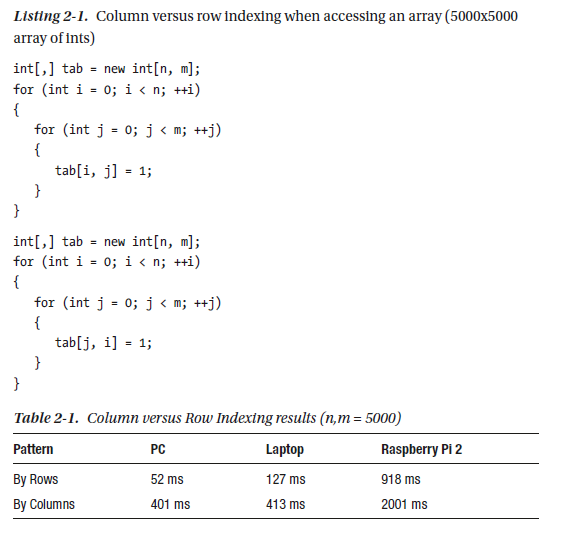 Listing 2-1. Column versus row indexing when accessing an array (5000x5000
array of ints)
int[,] tab = new int[n, m];
for (int i = 0; i < n; ++i)
{
    for (int j = 0; j < m; ++j)
    {
        tab[i, j] = 1;
    }
}
int[,] tab = new int[n, m];
for (int i = 0; i < n; ++i)
{
    for (int j = 0; j < m; ++j)
    {
        tab[j, i] = 1;
    }
}
Table 2-1. Column versus Row Indexing results (n,m = 5000)
Pattern PC Laptop Raspberry Pi 2
By Rows 52 ms 127 ms 918 ms
By Columns 401 ms 413 ms 2001 ms